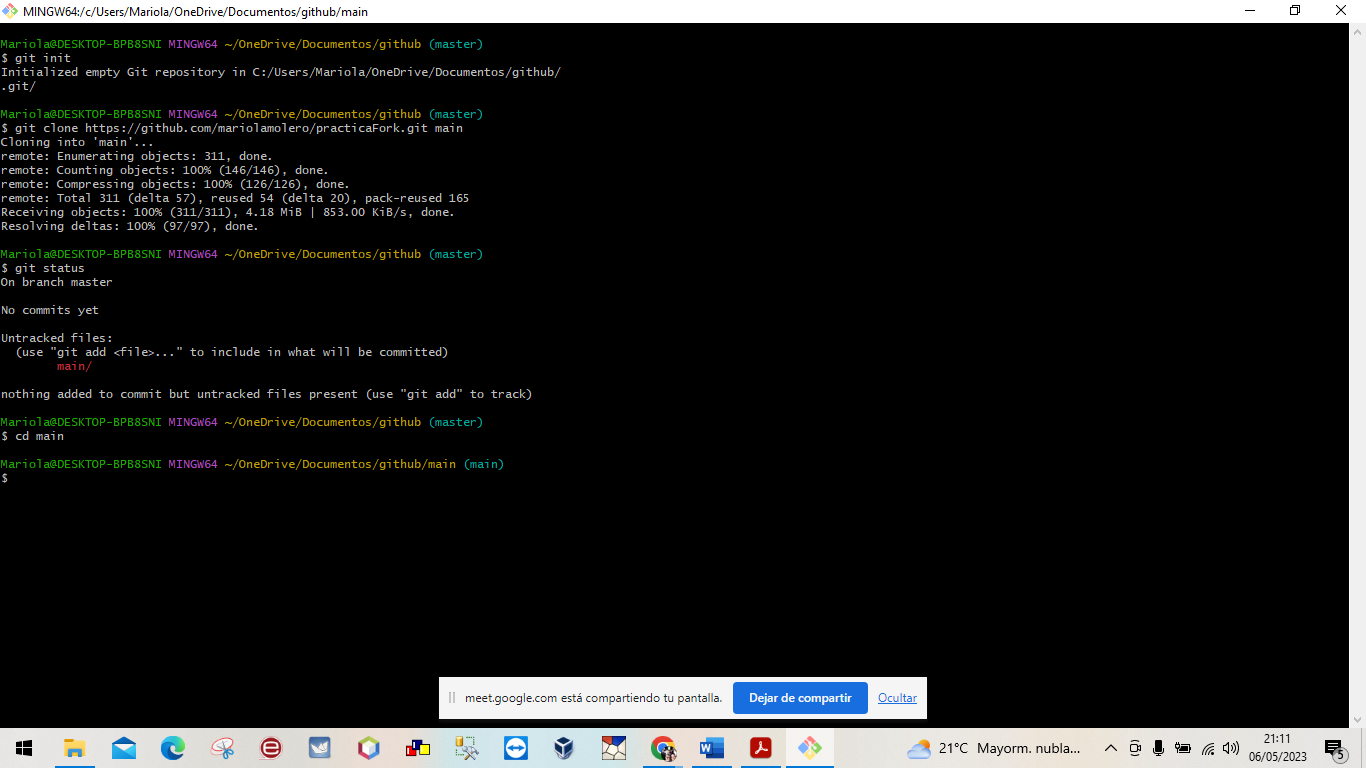 MINGW64:/c/Users/Mariola/OneDrive/Documentos/github/main
Mariola@DESKTOP-BPB8SNI MINGW64 ~/OneDrive/Documentos/github (master)
$ git init
Initialized empty Git repository in C:/Users/Mariola/OneDrive/Documentos/github/
.git/
Mariola@DESKTOP-BPB8SNI MINGW64 ~/OneDrive/Documentos/github (master)
$ git clone https://github.com/mariolamolero/practicaFork.git main
Cloning into 'main'...
remote: Enumerating objects: 311, done.
remote: Counting objects: 100% (146/146), done.
remote: Compressing objects: 100% (126/126), done.
remote: Total 311 (delta 57), reused 54 (delta 20), pack-reused 165
Receiving objects: 100% (311/311), 4.18 MiB | 853.00 KiB/s, done.
Resolving deltas: 100% (97/97), done.
Mariola@DESKTOP-BPB8SNI MINGW64 ~/OneDrive/Documentos/github (master)
$ git status
On branch master
No commits yet
Untracked files:
(use "git add <file>..." to include in what will be committed)
main/
nothing added to commit but untracked files present (use "git add" to track)
Mariola@DESKTOP-BPB8SNI MINGW64 ~/OneDrive/Documentos/github (master)
$ cd main
Mariola@DESKTOP-BPB8SNI MINGW64 ~/OneDrive/Documentos/github/main (main)
$
meet.google.com está compartiendo tu pantalla. Dejar de compartir Ocultar
21°C Mayorm. nubla...
21:11
06/05/2023
5